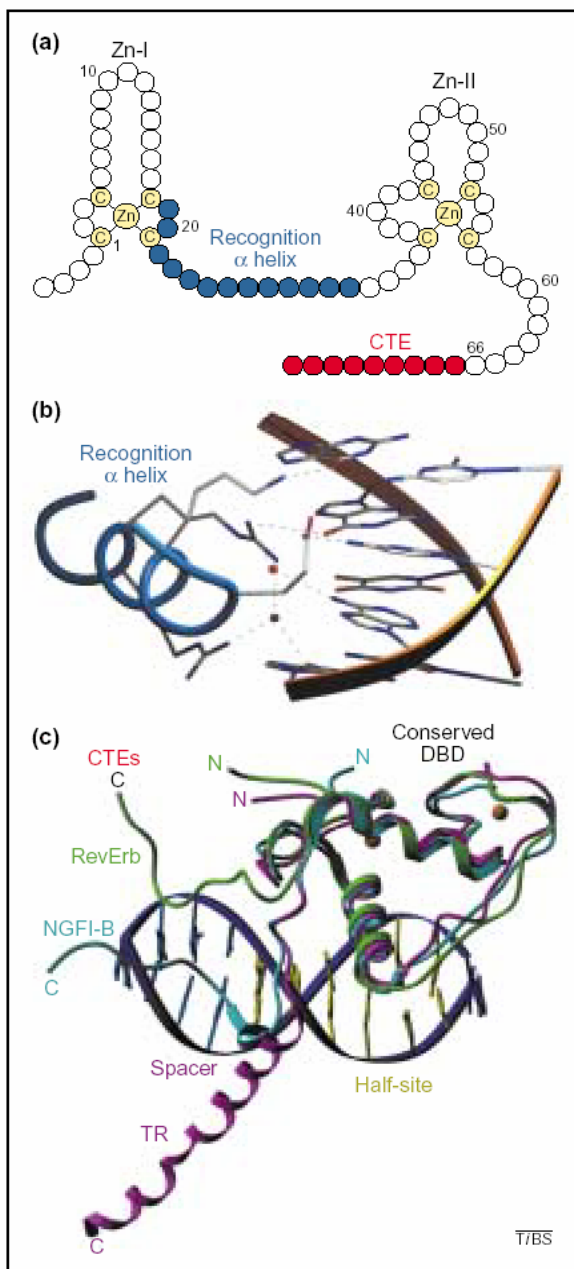 (a)
Zn-I
10
C
C
Zn
C
C
1
20
Recognition
α helix
Zn-II
50
C
C
Zn
C
C
40
60
66
CTE
(b)
Recognition
α helix
(c)
CTEs
C
N
N
N
Conserved
DBD
RevErb
NGFI-B
C
Spacer
Half-site
TR
C
TiBS